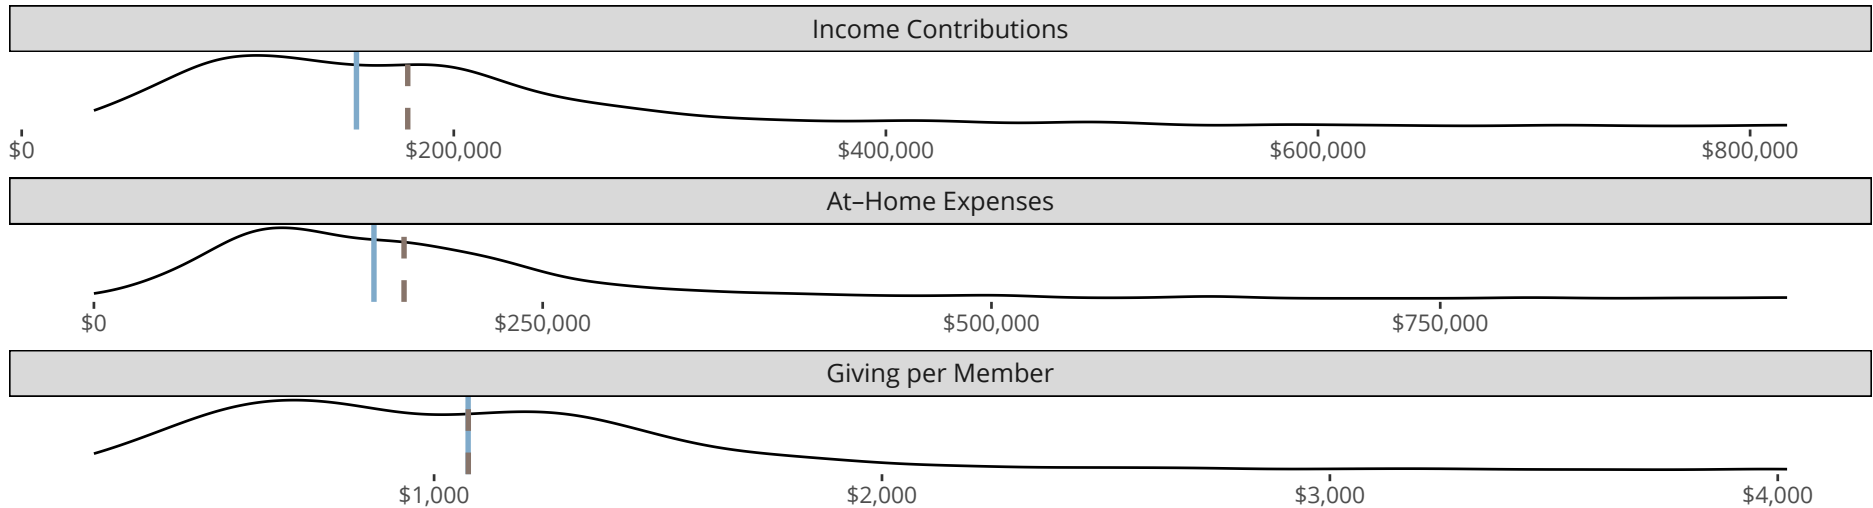 Income Contributions
$0 $200,000 $400,000 $600,000 $800,000
At–Home Expenses
$0 $250,000 $500,000 $750,000
Giving per Member
$1,000 $2,000 $3,000 $4,000